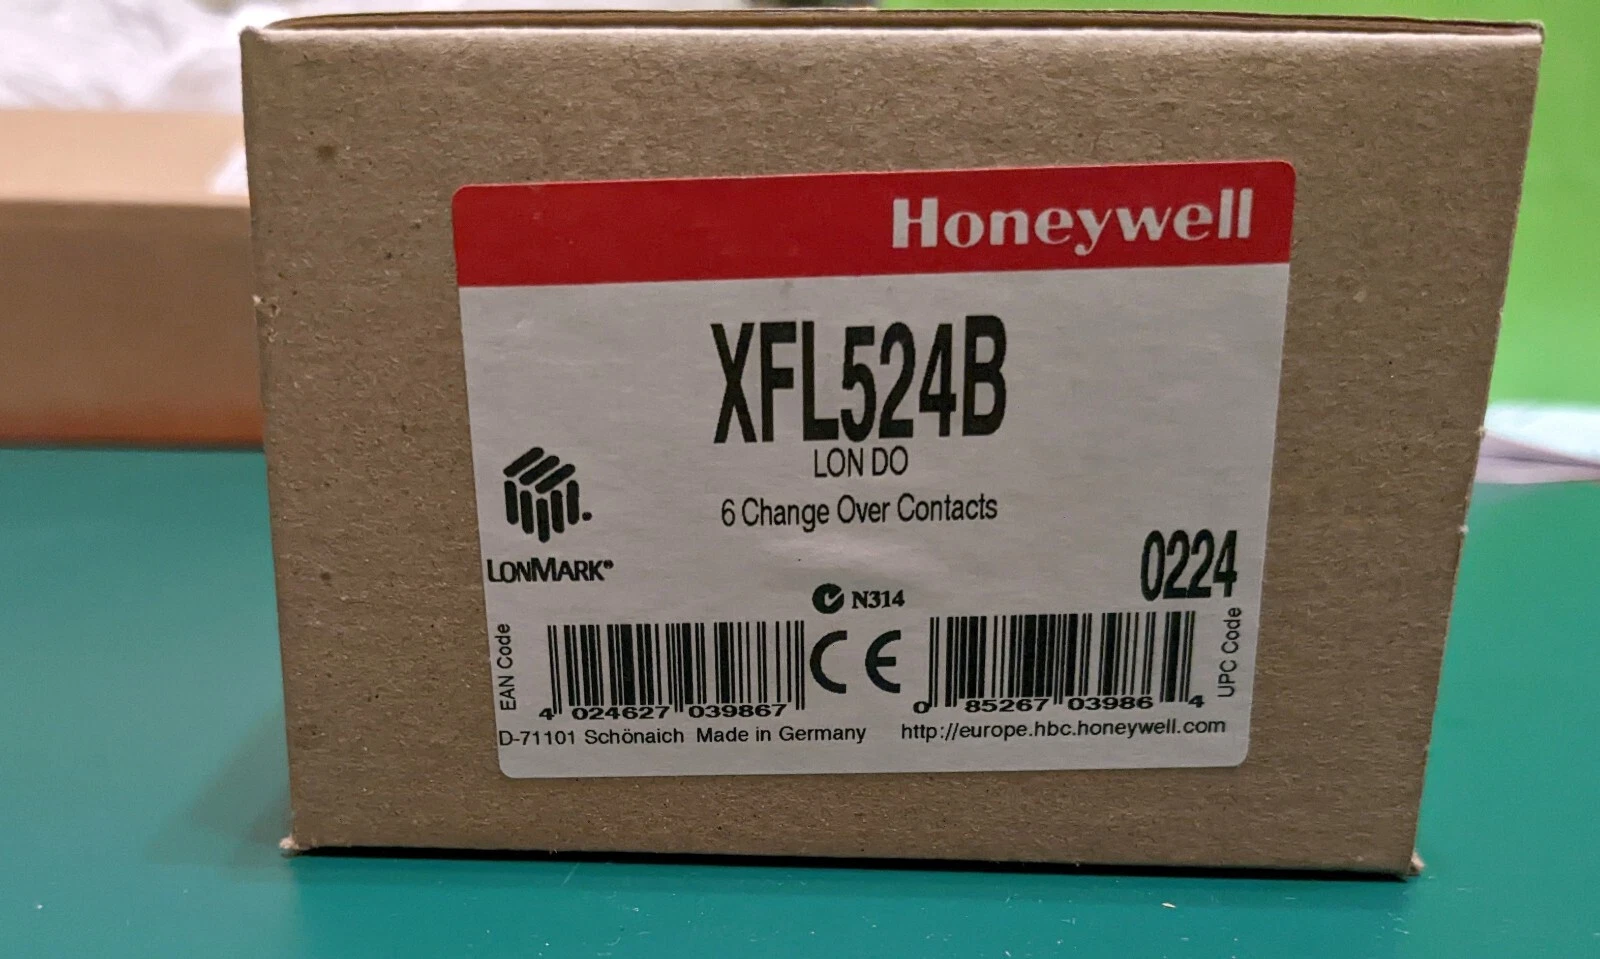 Honeywell
XFL524B
LON DO
6 Change Over Contacts
LONMARK®
0224
N314
EAN Code
CE
UPC Code
4 024627 039867
0 85267 03986 4
D-71101 Schönaich Made in Germany
http://europe.hbc.honeywell.com